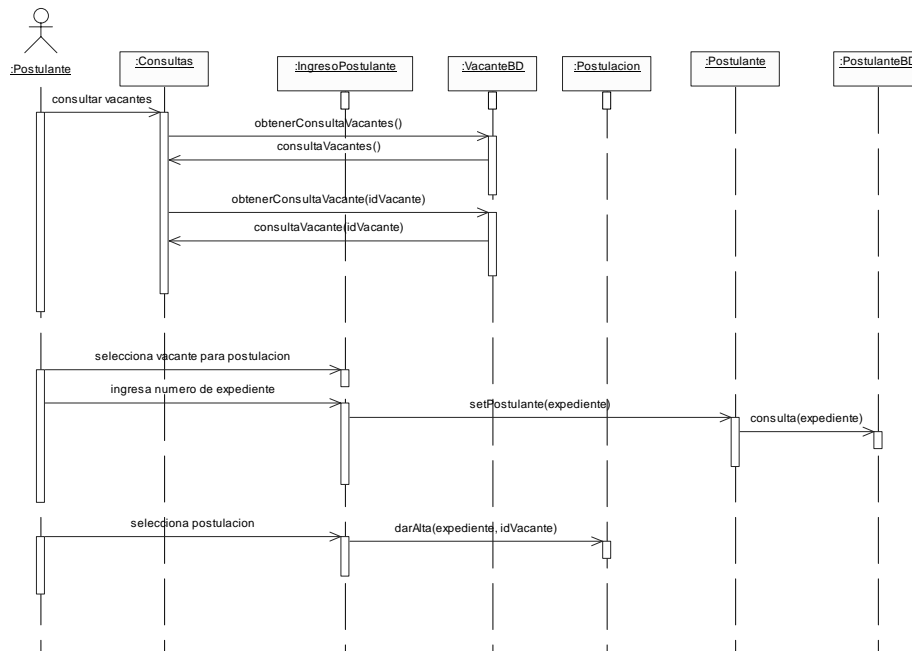 :Postulante
:Consultas
:IngresoPostulante
:VacanteBD
:Postulacion
:Postulante
:PostulanteBD
consultar vacantes
obtenerConsultaVacantes()
consultaVacantes()
obtenerConsultaVacante(idVacante)
consultaVacante(idVacante)
selecciona vacante para postulacion
ingresa numero de expediente
setPostulante(expediente)
consulta(expediente)
selecciona postulacion
darAlta(expediente, idVacante)